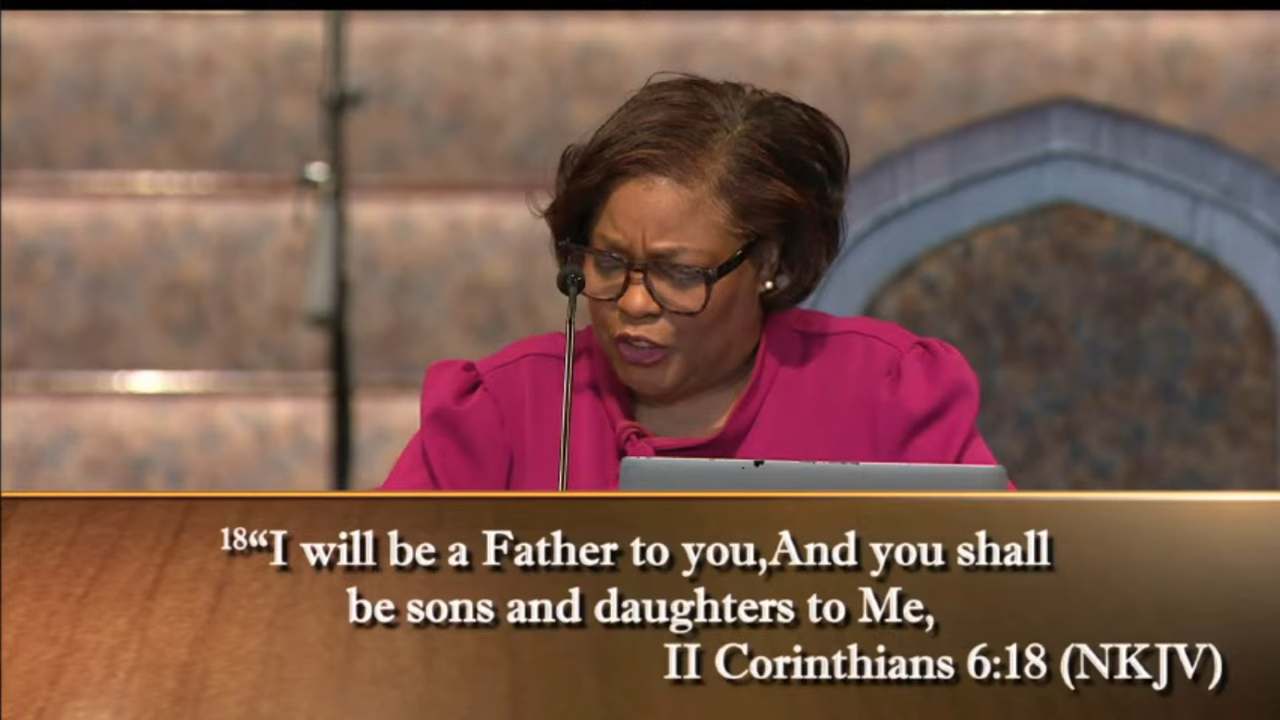 18“I will be a Father to you,And you shall
be sons and daughters to Me,
II Corinthians 6:18 (NKJV)